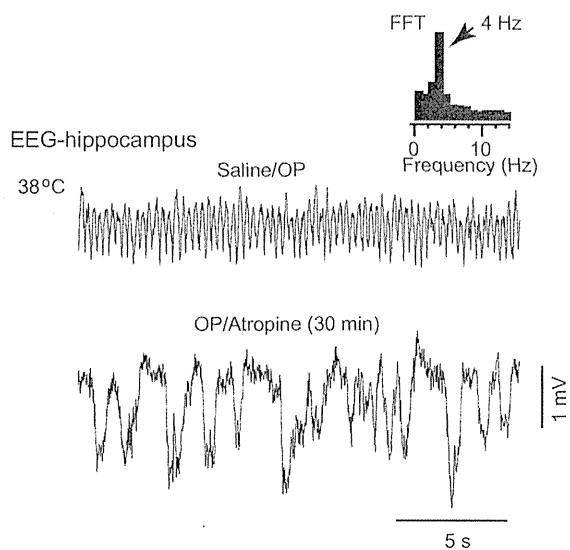 FFT
4 Hz
0
10
Frequency (Hz)
EEG-hippocampus
38°C
Saline/OP
OP/Atropine (30 min)
1 mV
5 s